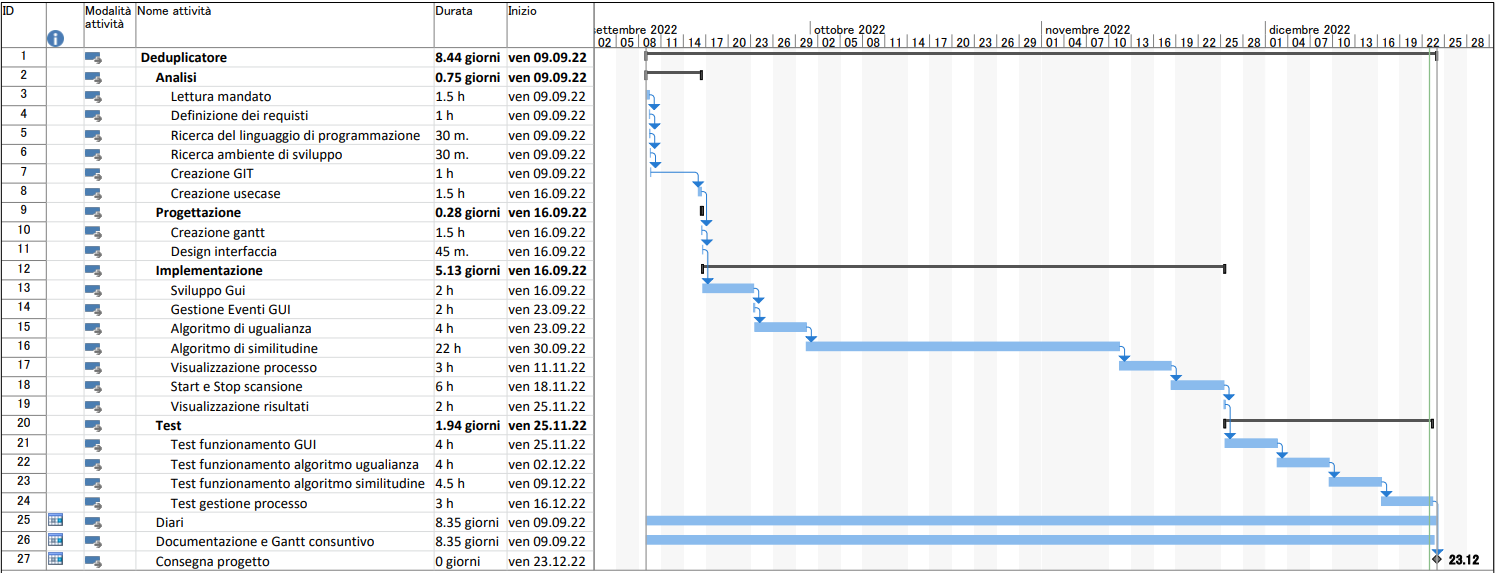 ID Modalità attività Nome attività Durata Inizio
settembre 2022 ottobre 2022 novembre 2022 dicembre 2022
02 05 08 11 14 17 20 23 26 29 02 05 08 11 14 17 20 23 26 29 01 04 07 10 13 16 19 22 25 28 01 04 07 10 13 16 19 22 25 28
1 Deduplicatore 8.44 giorni ven 09.09.22
2 Analisi 0.75 giorni ven 09.09.22
3 Lettura mandato 1.5 h ven 09.09.22
4 Definizione dei requisti 1 h ven 09.09.22
5 Ricerca del linguaggio di programmazione 30 m. ven 09.09.22
6 Ricerca ambiente di sviluppo 30 m. ven 09.09.22
7 Creazione GIT 1 h ven 09.09.22
8 Creazione usecase 1.5 h ven 16.09.22
9 Progettazione 0.28 giorni ven 16.09.22
10 Creazione gantt 1.5 h ven 16.09.22
11 Design interfaccia 45 m. ven 16.09.22
12 Implementazione 5.13 giorni ven 16.09.22
13 Sviluppo Gui 2 h ven 16.09.22
14 Gestione Eventi GUI 2 h ven 23.09.22
15 Algoritmo di ugualianza 4 h ven 23.09.22
16 Algoritmo di similitudine 22 h ven 30.09.22
17 Visualizzazione processo 3 h ven 11.11.22
18 Start e Stop scansione 6 h ven 18.11.22
19 Visualizzazione risultati 2 h ven 25.11.22
20 Test 1.94 giorni ven 25.11.22
21 Test funzionamento GUI 4 h ven 25.11.22
22 Test funzionamento algoritmo ugualianza 4 h ven 02.12.22
23 Test funzionamento algoritmo similitudine 4.5 h ven 09.12.22
24 Test gestione processo 3 h ven 16.12.22
25 Diari 8.35 giorni ven 09.09.22
26 Documentazione e Gantt consuntivo 8.35 giorni ven 09.09.22
27 Consegna progetto 0 giorni ven 23.12.22 23.12